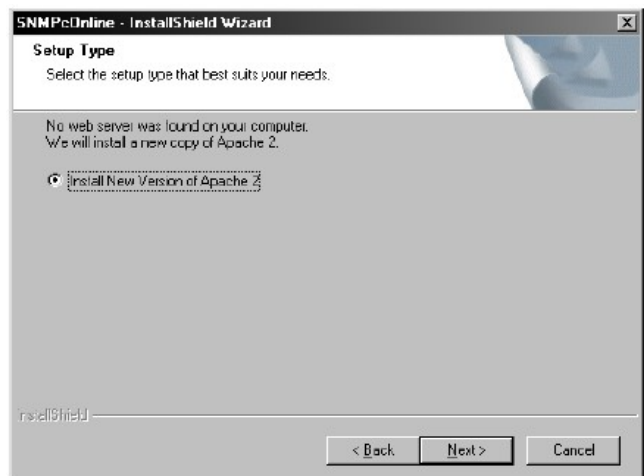 SNMPcOnline - InstallShield Wizard
Setup Type
Select the setup type that best suits your needs.
No web server was found on your computer.
We will install a new copy of Apache 2.
Install New Version of Apache 2
InstallShield
< Back
Next >
Cancel